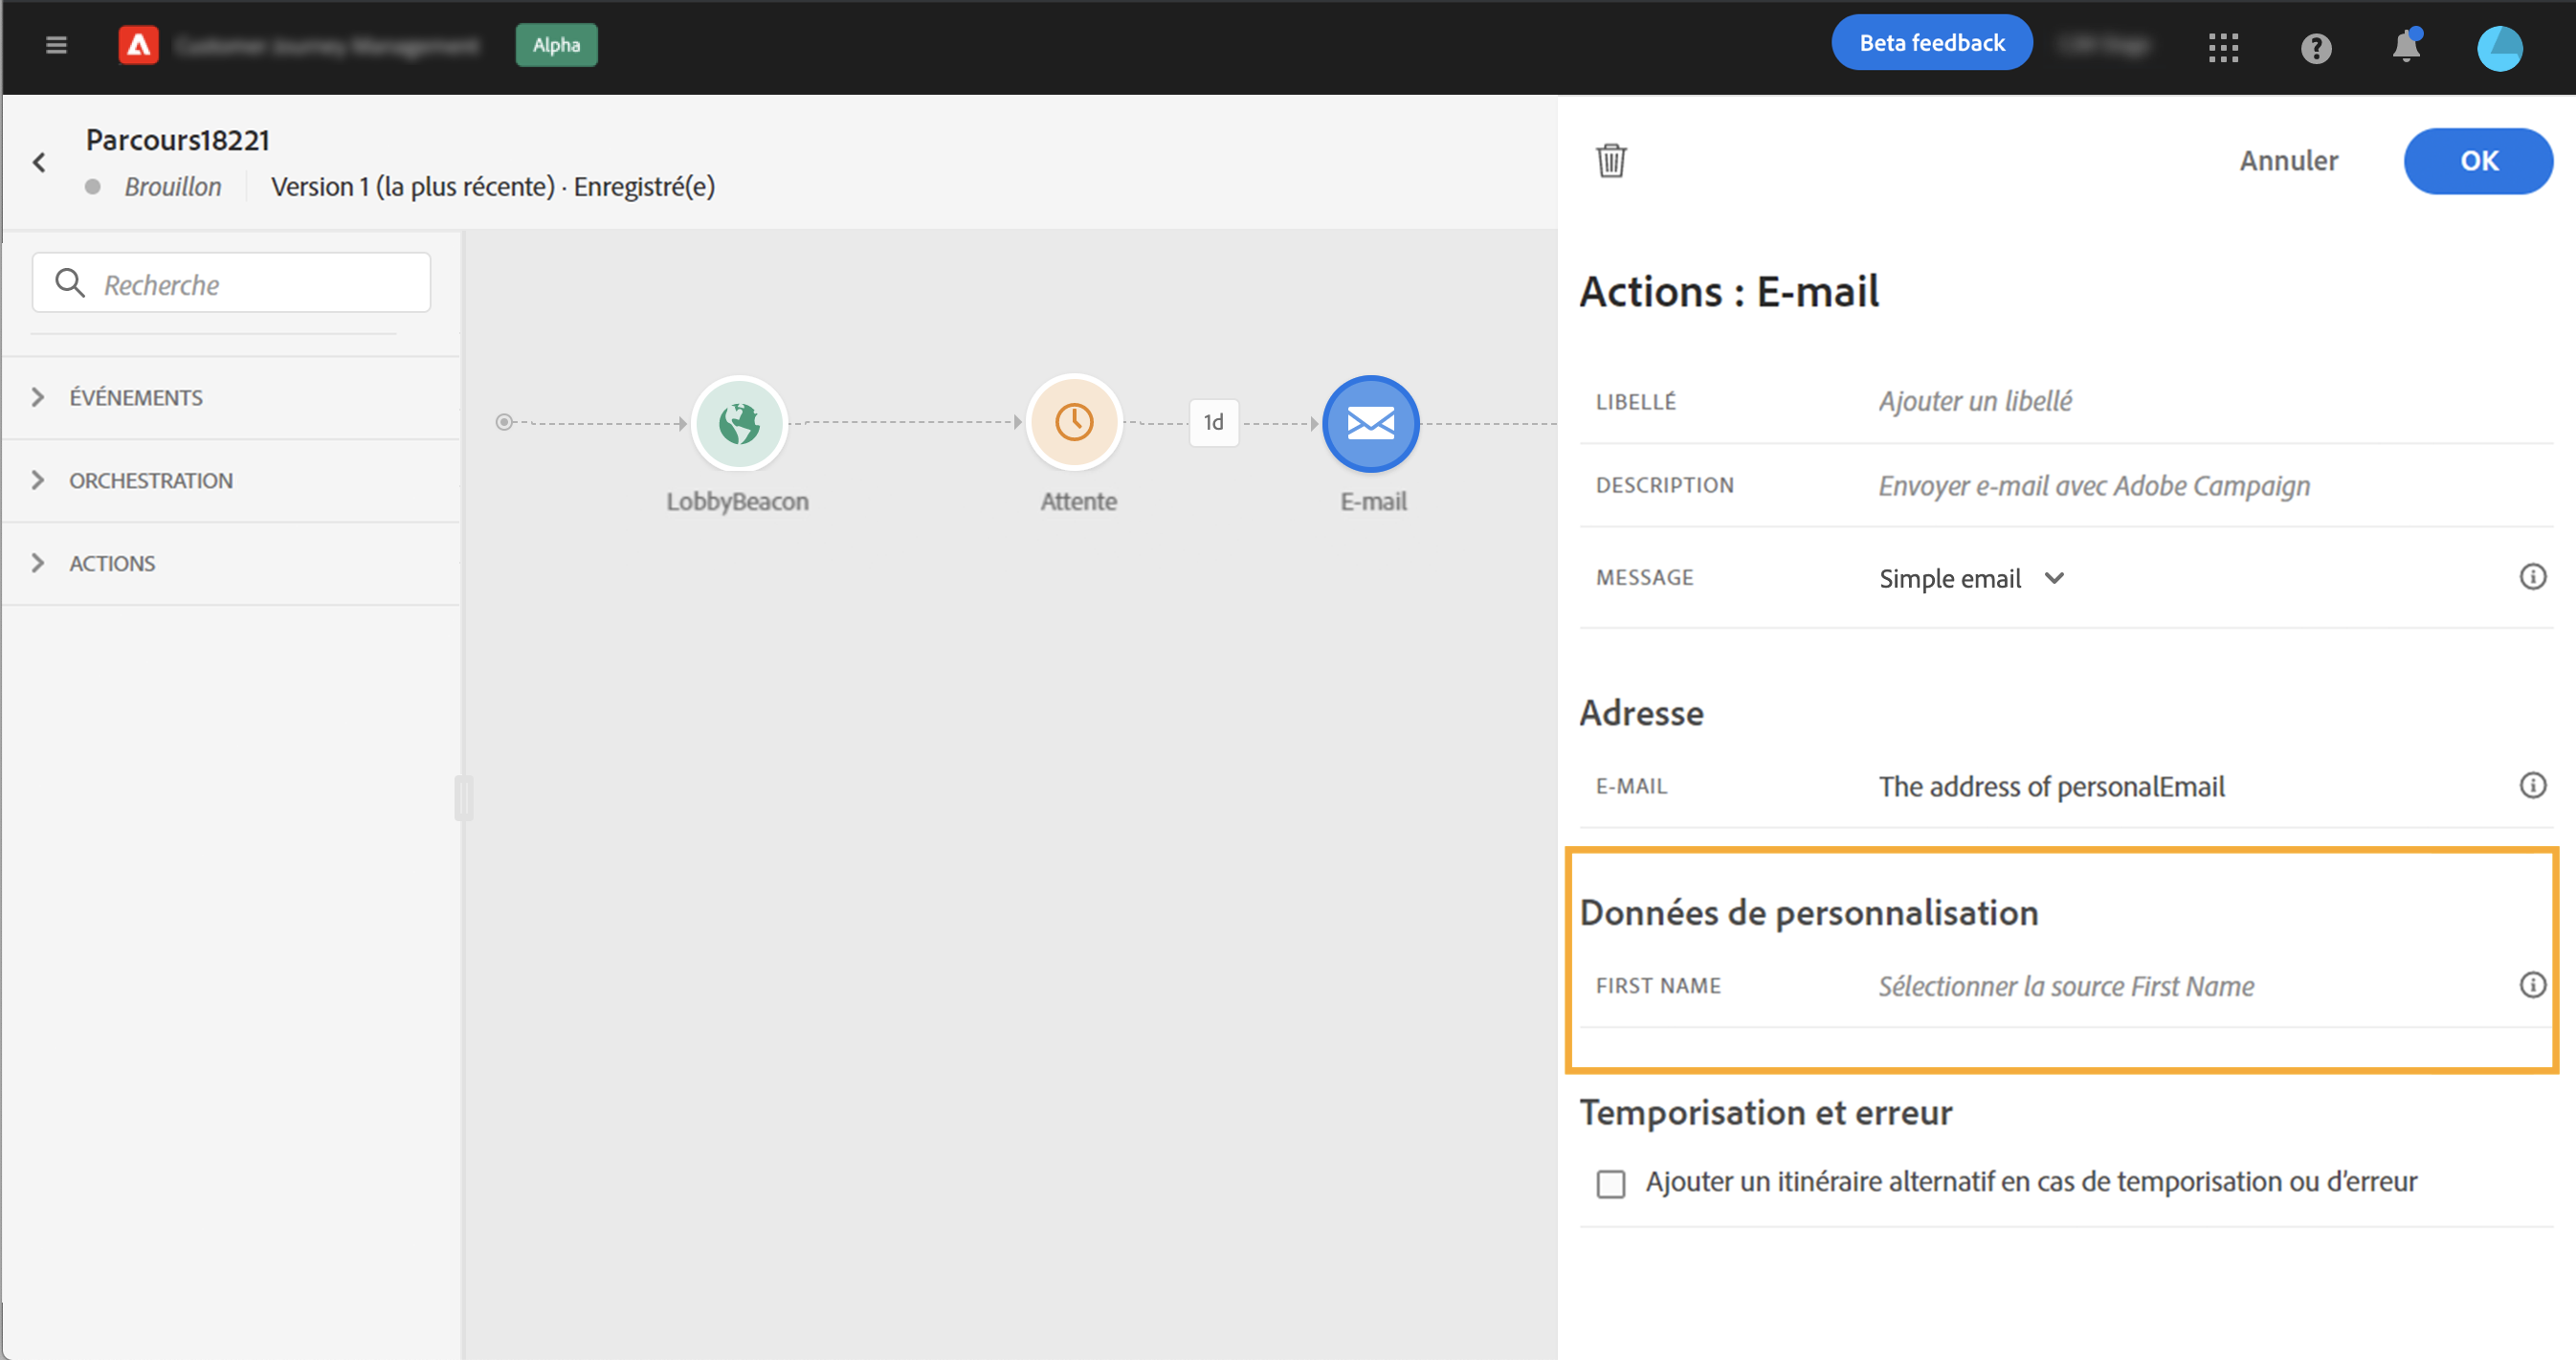 Alpha
Beta feedback
Parcours18221
Brouillon
Version 1 (la plus récente) · Enregistré(e)
Annuler
OK
Recherche
ÉVÉNEMENTS
ORCHESTRATION
ACTIONS
LobbyBeacon
Attente
1d
E-mail
Actions : E-mail
LIBELLÉ
Ajouter un libellé
DESCRIPTION
Envoyer e-mail avec Adobe Campaign
MESSAGE
Simple email
Adresse
E-MAIL
The address of personalEmail
Données de personnalisation
FIRST NAME
Sélectionner la source First Name
Temporisation et erreur
Ajouter un itinéraire alternatif en cas de temporisation ou d’erreur